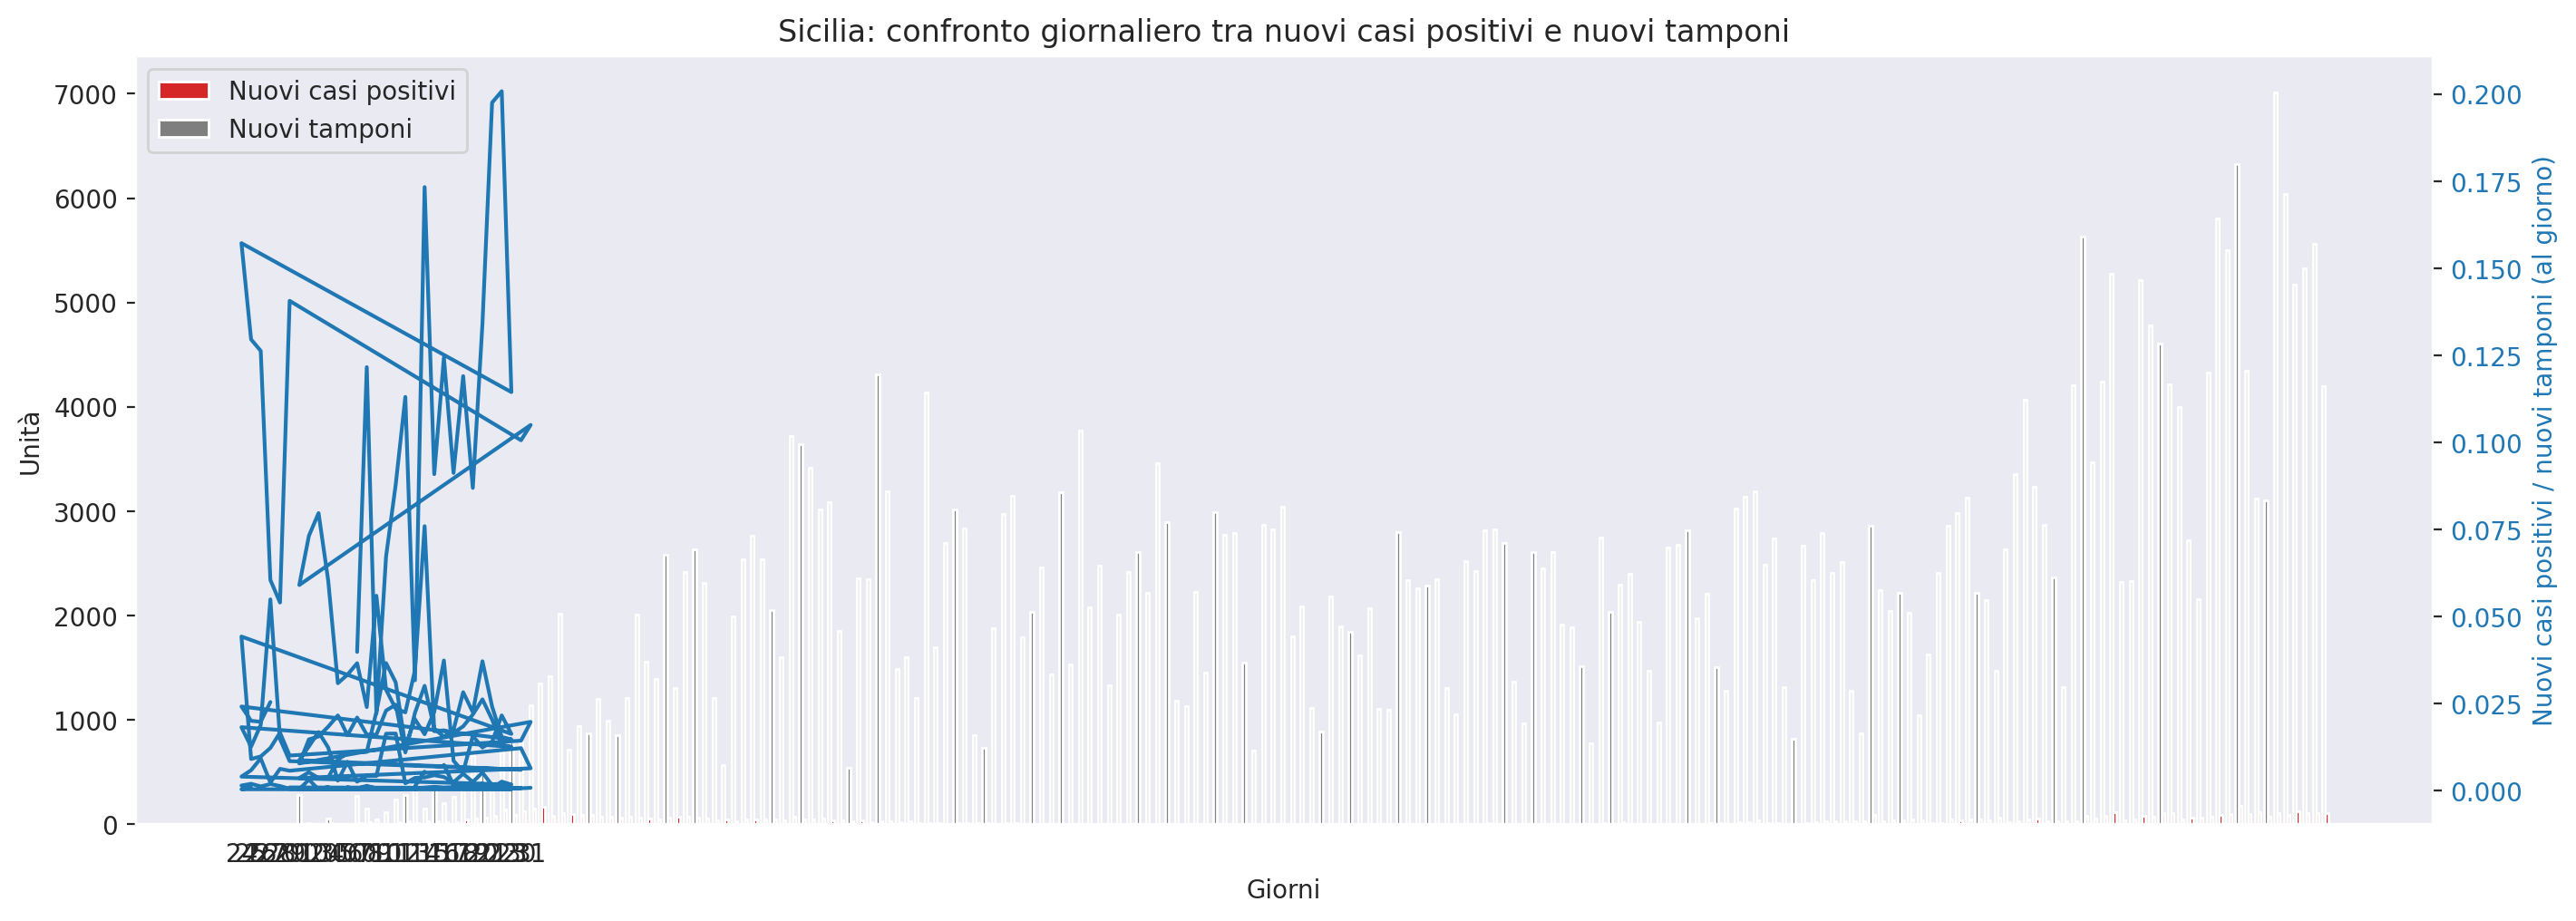 Sicilia: confronto giornaliero tra nuovi casi positivi e nuovi tamponi
Nuovi casi positivi
Nuovi tamponi
7000
6000
5000
4000
3000
2000
1000
0
Unità
0.200
0.175
0.150
0.125
0.100
0.075
0.050
0.025
0.000
Nuovi casi positivi / nuovi tamponi (al giorno)
Giorni